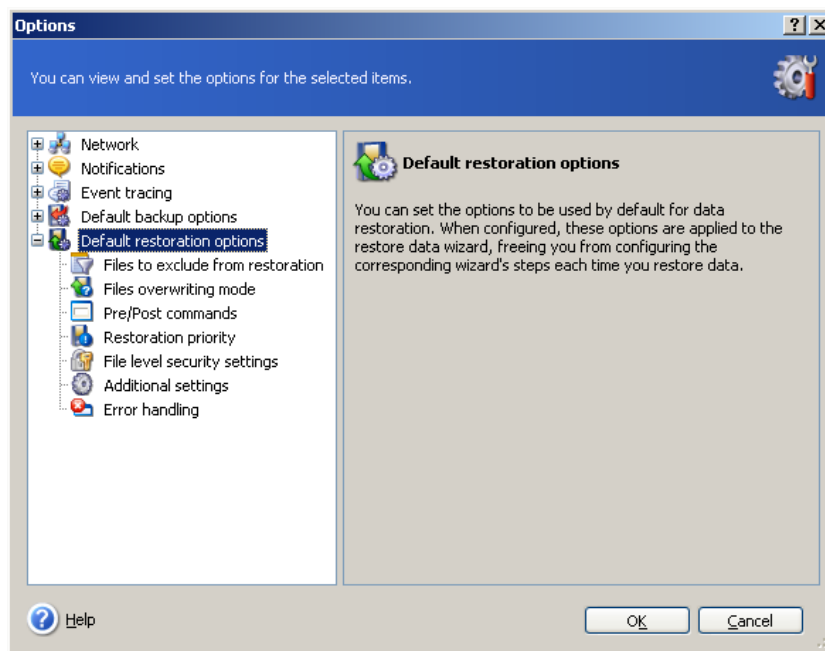 Options
You can view and set the options for the selected items.
Network
Notifications
Event tracing
Default backup options
Default restoration options
Files to exclude from restoration
Files overwriting mode
Pre/Post commands
Restoration priority
File level security settings
Additional settings
Error handling
Default restoration options
You can set the options to be used by default for data
restoration. When configured, these options are applied to the
restore data wizard, freeing you from configuring the
corresponding wizard's steps each time you restore data.
Help
OK
Cancel